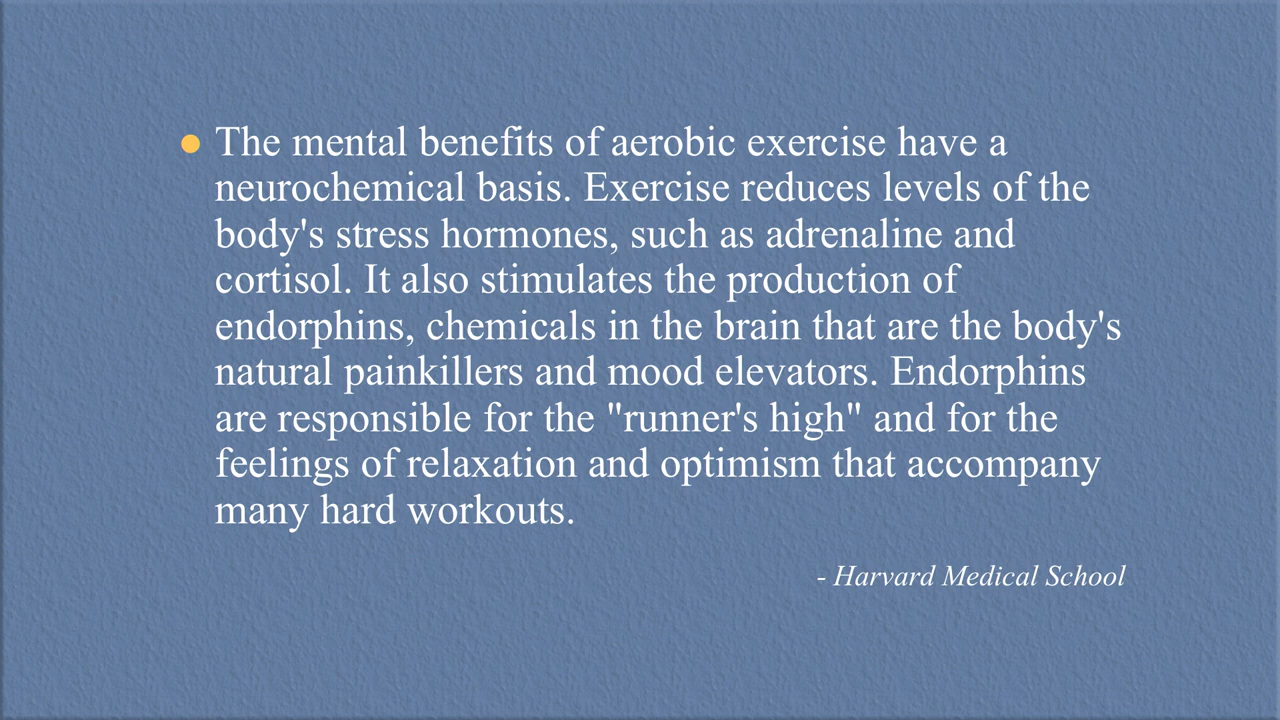 The mental benefits of aerobic exercise have a
neurochemical basis. Exercise reduces levels of the
body's stress hormones, such as adrenaline and
cortisol. It also stimulates the production of
endorphins, chemicals in the brain that are the body's
natural painkillers and mood elevators. Endorphins
are responsible for the "runner's high" and for the
feelings of relaxation and optimism that accompany
many hard workouts.
- Harvard Medical School